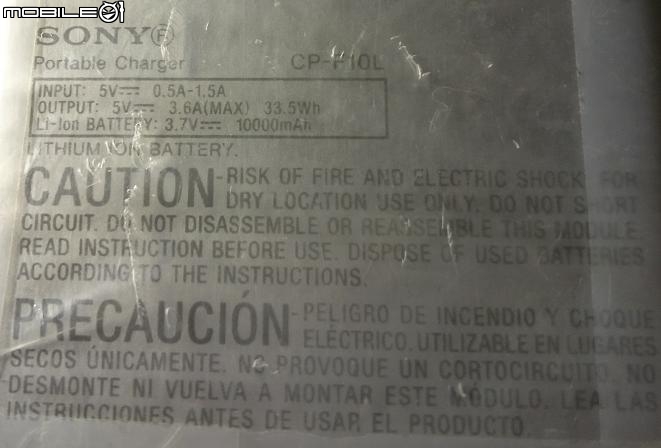 MOBILE01
SONY®
Portable Charger CP-F10L
INPUT: 5V⎓ 0.5A-1.5A
OUTPUT: 5V⎓ 3.6A(MAX) 33.5Wh
Li-Ion BATTERY: 3.7V⎓ 10000mAh
LITHIUM ION BATTERY.
CAUTION-RISK OF FIRE AND ELECTRIC SHOCK. FOR
DRY LOCATION USE ONLY. DO NOT SHORT
CIRCUIT. DO NOT DISASSEMBLE OR REASSEMBLE THIS MODULE.
READ INSTRUCTION BEFORE USE. DISPOSE OF USED BATTERIES
ACCORDING TO THE INSTRUCTIONS.
PRECAUCIÓN-PELIGRO DE INCENDIO Y CHOQUE
ELÉCTRICO. UTILIZABLE EN LUGARES
SECOS ÚNICAMENTE. NO PROVOQUE UN CORTOCIRCUITO. NO
DESMONTE NI VUELVA A MONTAR ESTE MÓDULO. LEA LAS
INSTRUCCIONES ANTES DE USAR EL PRODUCTO.